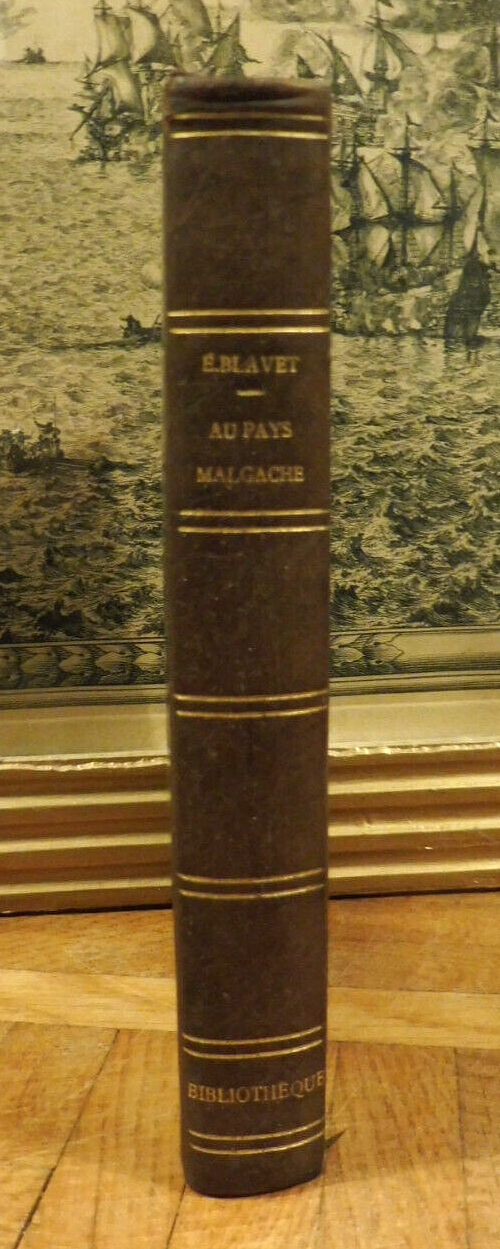 É.BLAVET
AU PAYS
MALGACHE
BIBLIOTHÈQUE